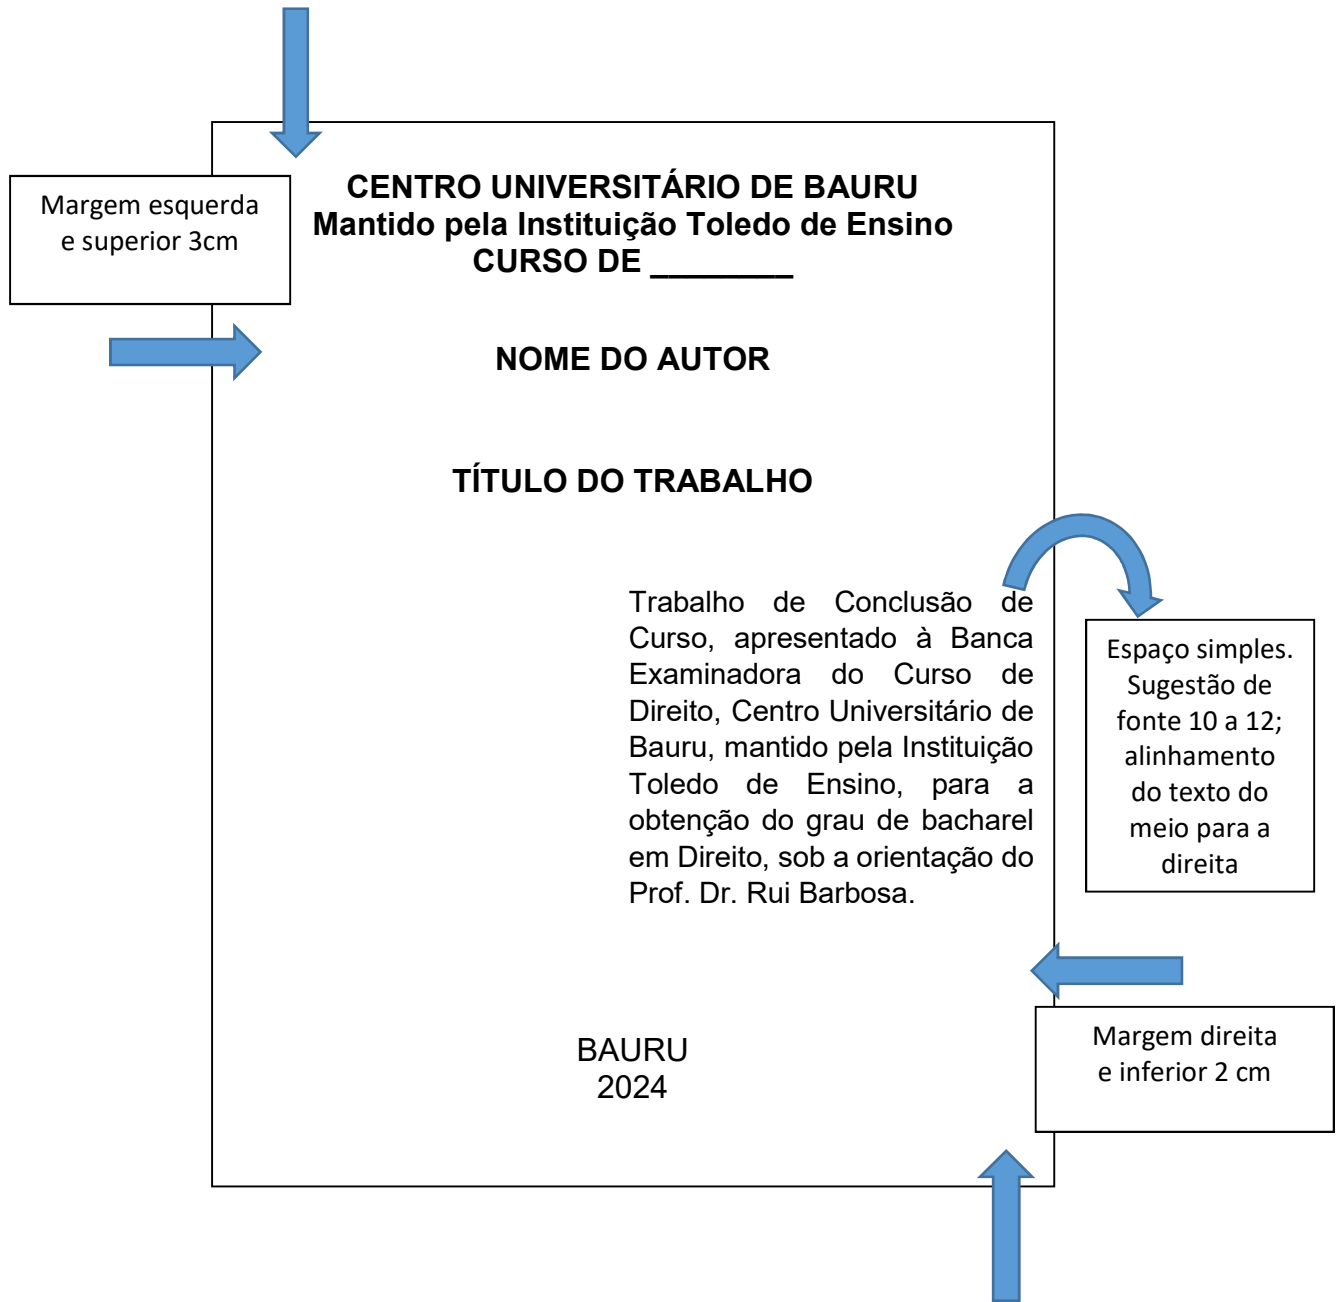 CENTRO UNIVERSITÁRIO DE BAURU
Mantido pela Instituição Toledo de Ensino
CURSO DE ________
Margem esquerda
e superior 3cm
NOME DO AUTOR
TÍTULO DO TRABALHO
Trabalho de Conclusão de
Curso, apresentado à Banca
Examinadora do Curso de
Direito, Centro Universitário de
Bauru, mantido pela Instituição
Toledo de Ensino, para a
obtenção do grau de bacharel
em Direito, sob a orientação do
Prof. Dr. Rui Barbosa.
Espaço simples.
Sugestão de
fonte 10 a 12;
alinhamento
do texto do
meio para a
direita
Margem direita
e inferior 2 cm
BAURU
2024